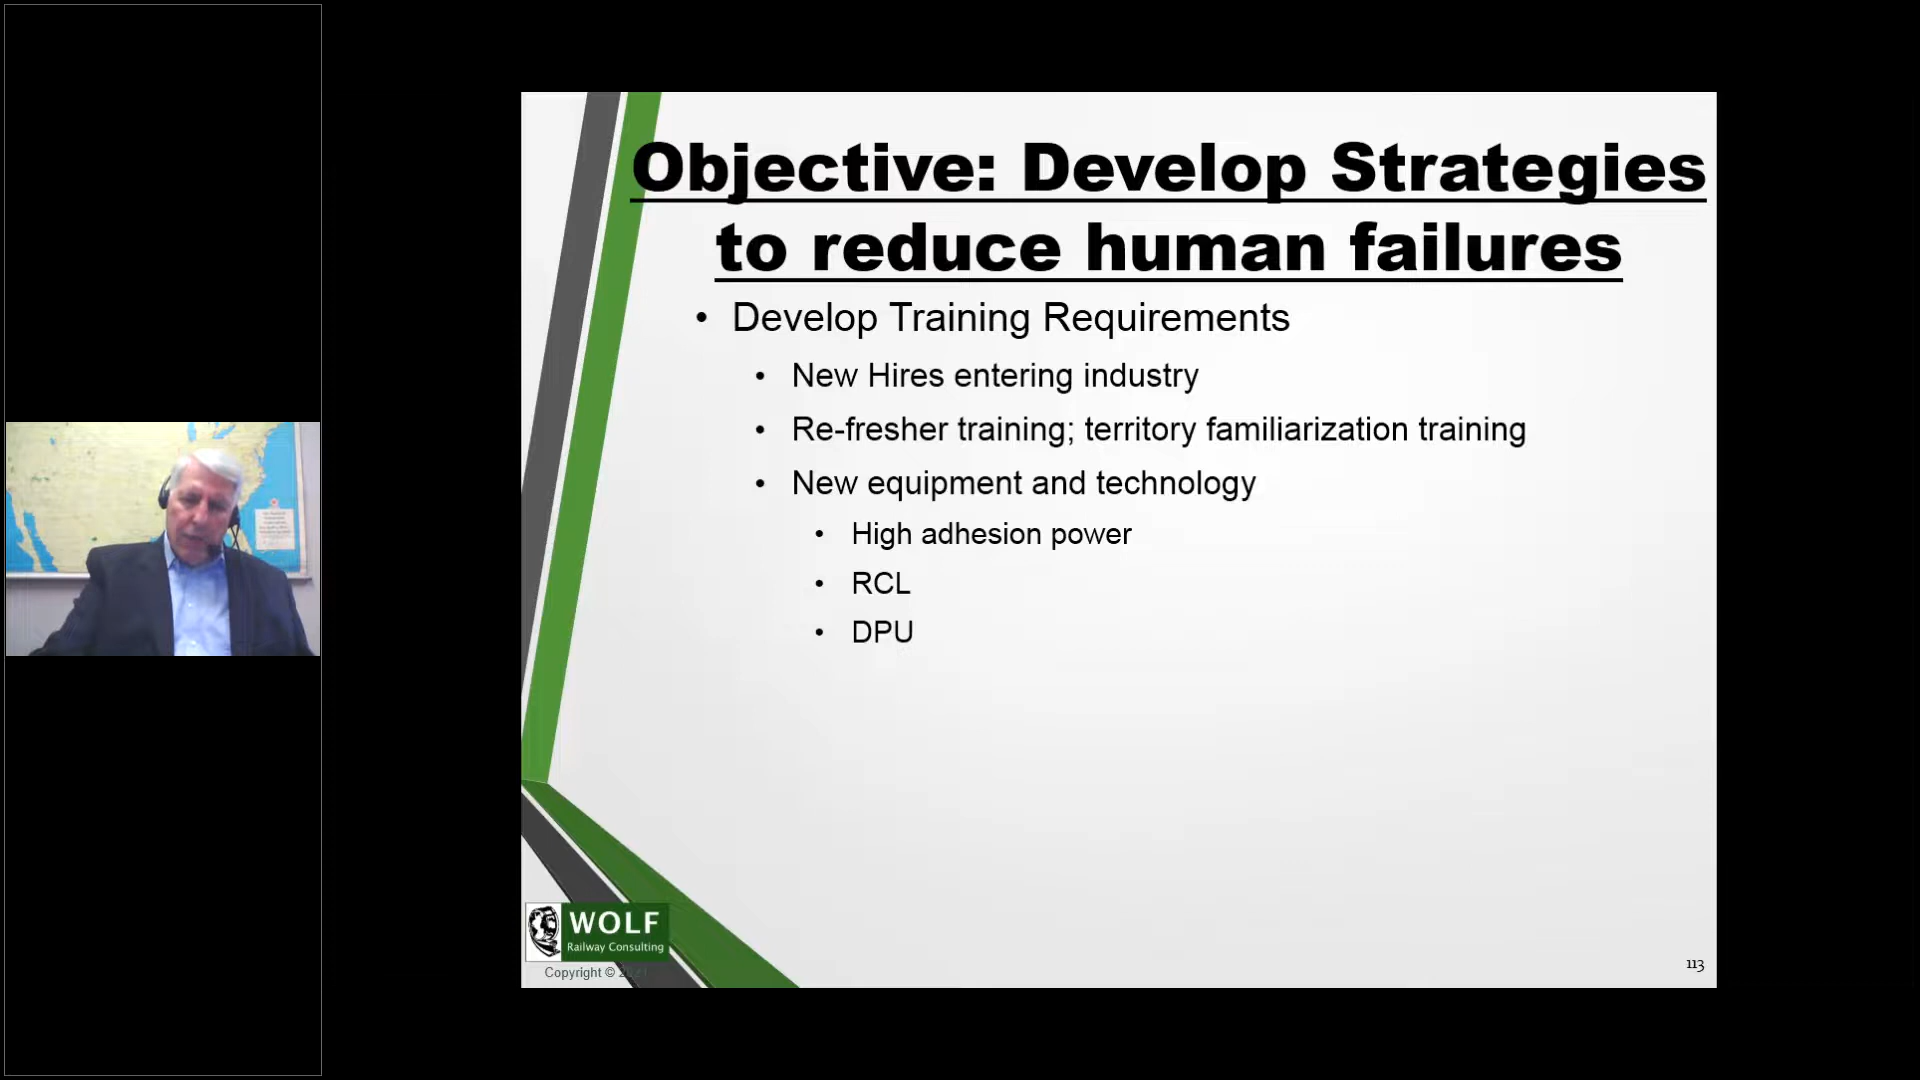 Objective: Develop Strategies
to reduce human failures
• Develop Training Requirements
• New Hires entering industry
• Re-fresher training; territory familiarization training
• New equipment and technology
• High adhesion power
• RCL
• DPU
WOLF
Railway Consulting
Copyright ©
113